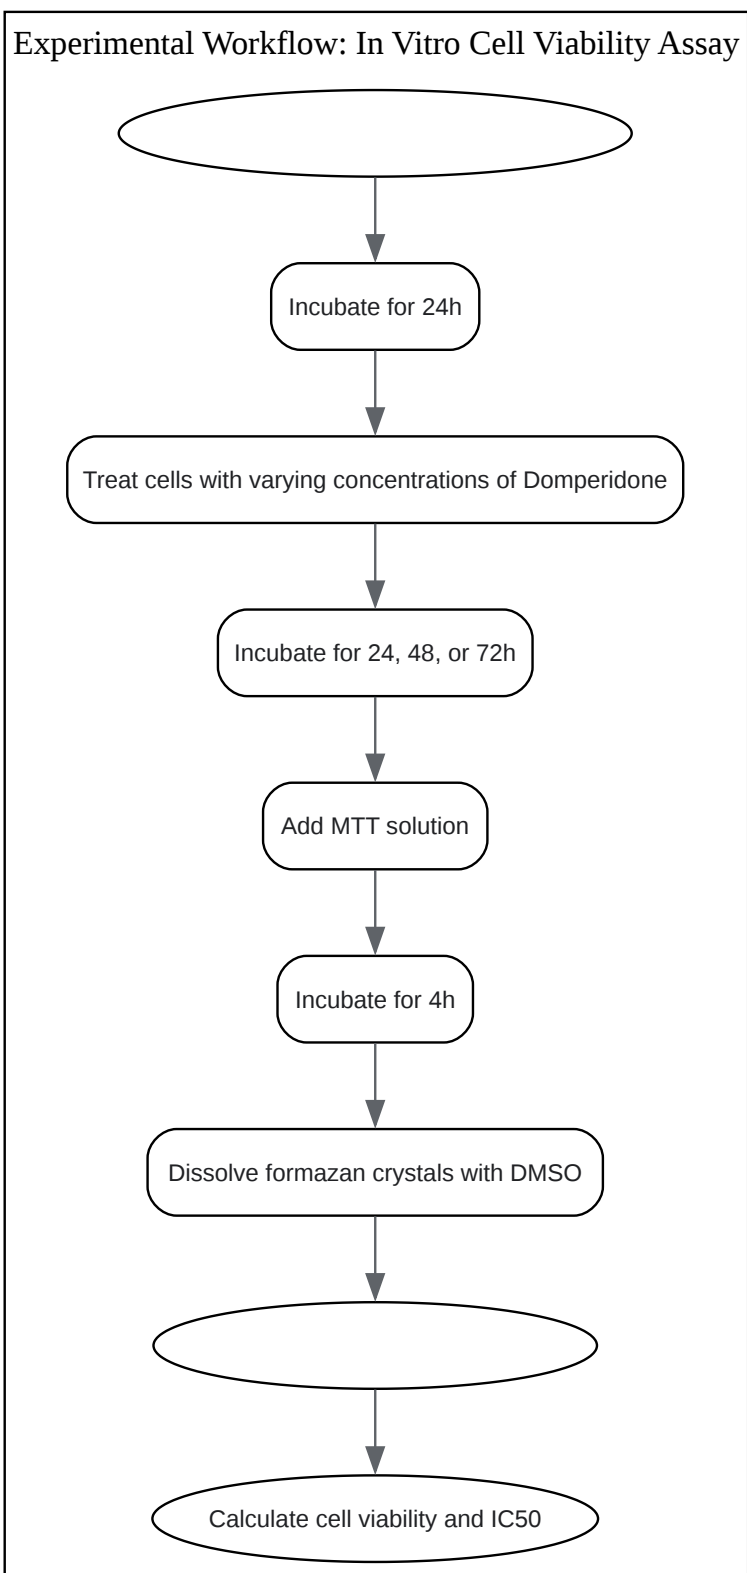 Experimental Workflow: In Vitro Cell Viability Assay
Incubate for 24h
Treat cells with varying concentrations of Domperidone
Incubate for 24, 48, or 72h
Add MTT solution
Incubate for 4h
Dissolve formazan crystals with DMSO
Calculate cell viability and IC50